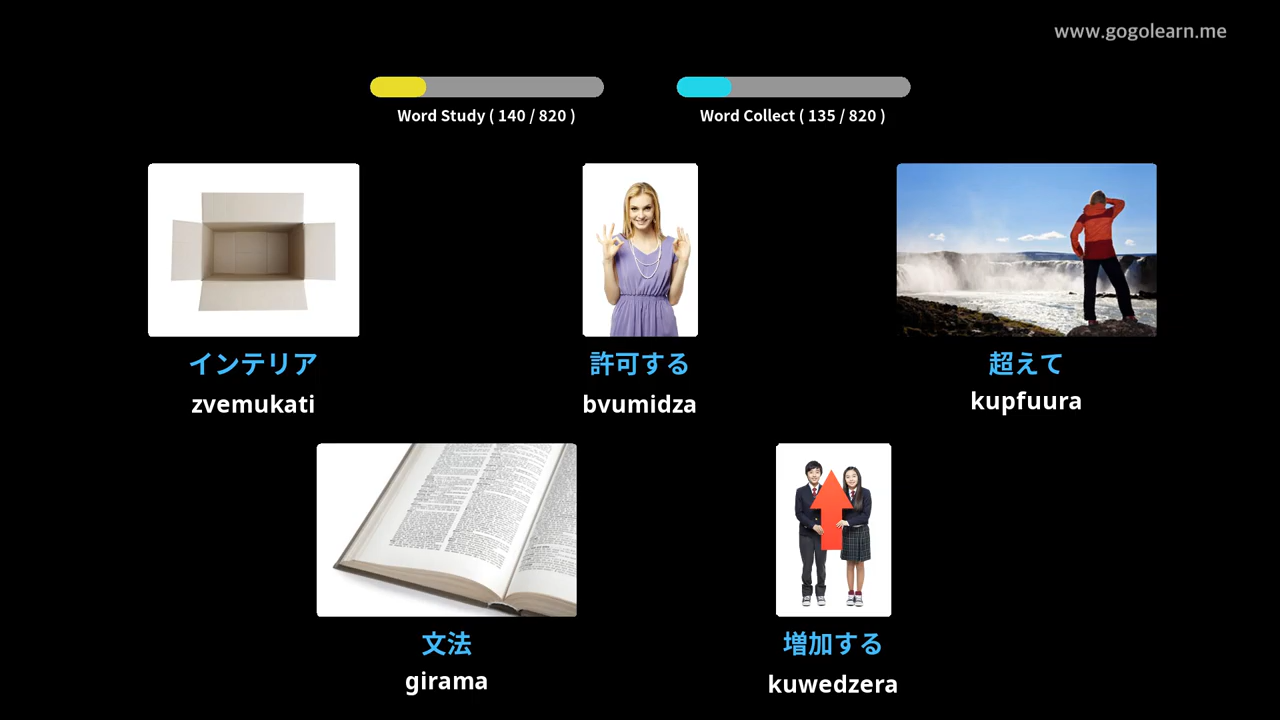 www.gogolearn.me
Word Study ( 140 / 820 )
Word Collect ( 135 / 820 )
インテリア
zvemukati
許可する
bvumidza
超えて
kupfuura
文法
girama
増加する
kuwedzera